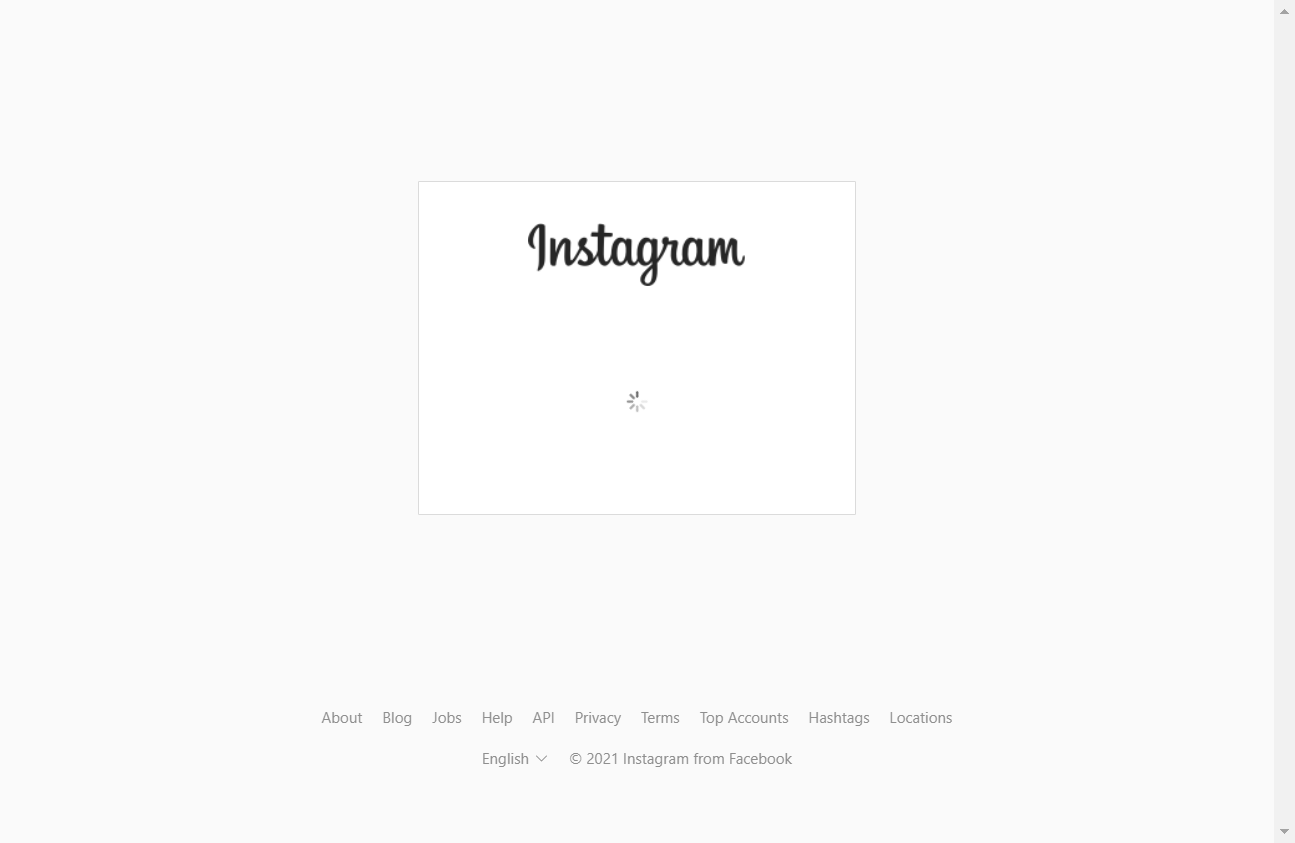 Instagram
About Blog Jobs Help API Privacy Terms Top Accounts Hashtags Locations
English © 2021 Instagram from Facebook